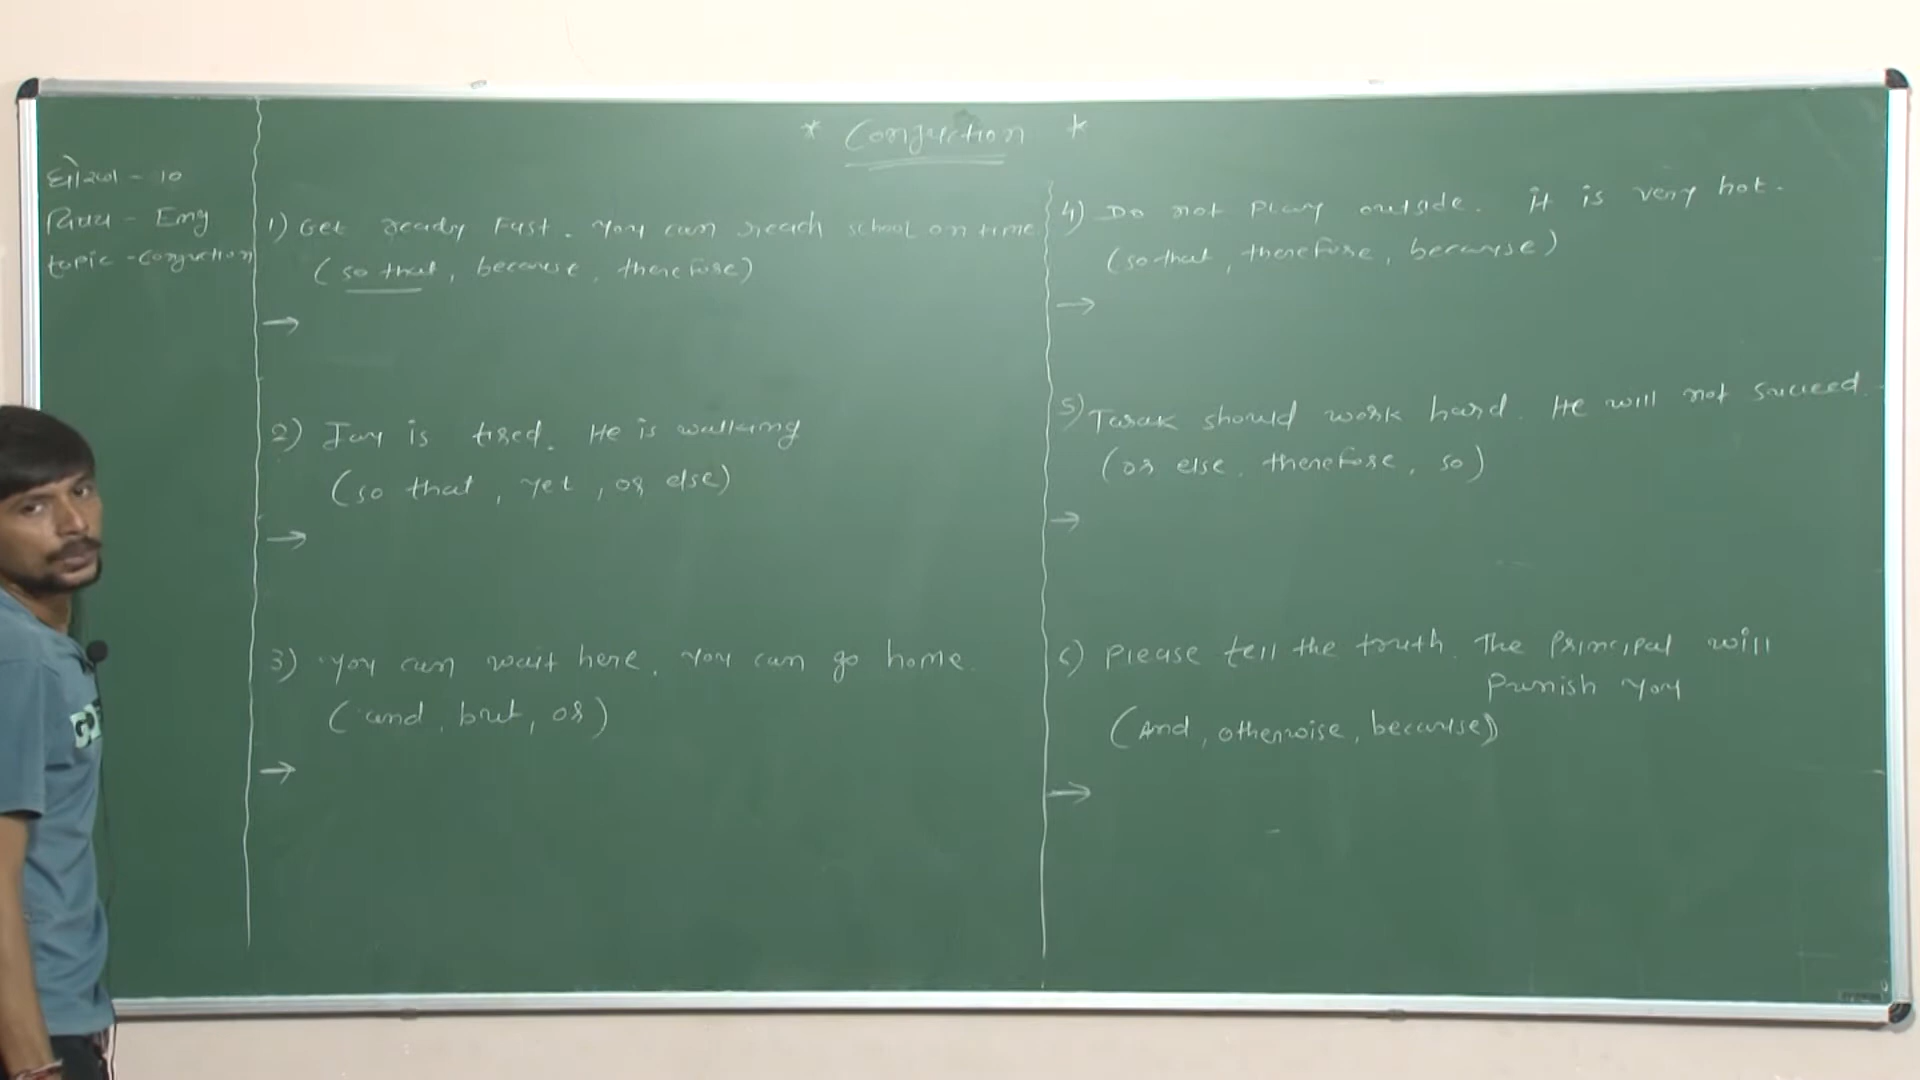 * Conjuction *
ધોરણ - 10
વિષય - Eng
topic - conjuction
1) Get ready Fast. You can reach school on time
(so that, because, therefore)
→
2) Jay is tired. He is walking
(so that, yet, or else)
→
3) You can wait here. You can go home.
(and, but, or)
→
4) Do not Play outside. it is very hot.
(so that, therefore, because)
→
5) Tarak should work hard. He will not succeed.
(or else, therefore, so)
→
6) Please tell the truth. The Principal will
Punish you
(And, otherwise, because)
→